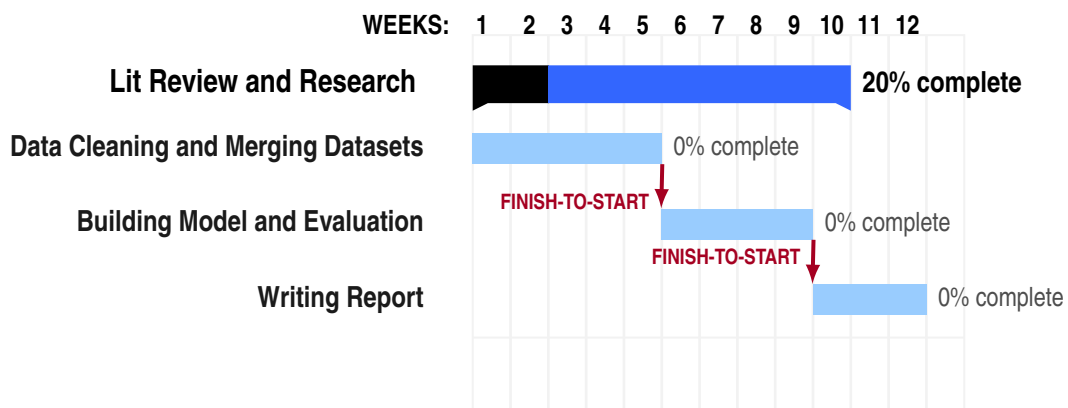 WEEKS: 1 2 3 4 5 6 7 8 9 10 11 12
Lit Review and Research 20% complete
Data Cleaning and Merging Datasets 0% complete
FINISH-TO-START
Building Model and Evaluation 0% complete
FINISH-TO-START
Writing Report 0% complete